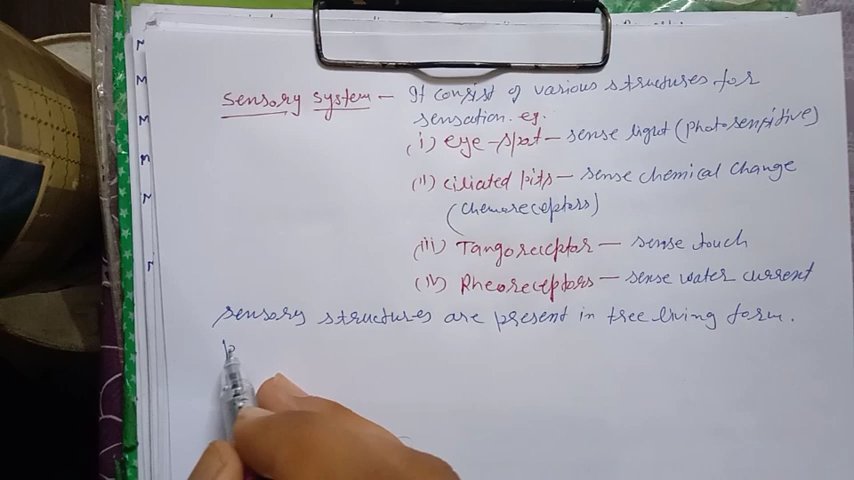 Sensory system - It consist of various structures for
sensation. eg.
(i) eye-spot - sense light (photosensitive)
(ii) ciliated pits - sense chemical change
(chemoreceptors)
(iii) Tangoreceptor - sense touch
(iv) Rheoreceptors - sense water current
sensory structures are present in free living form.